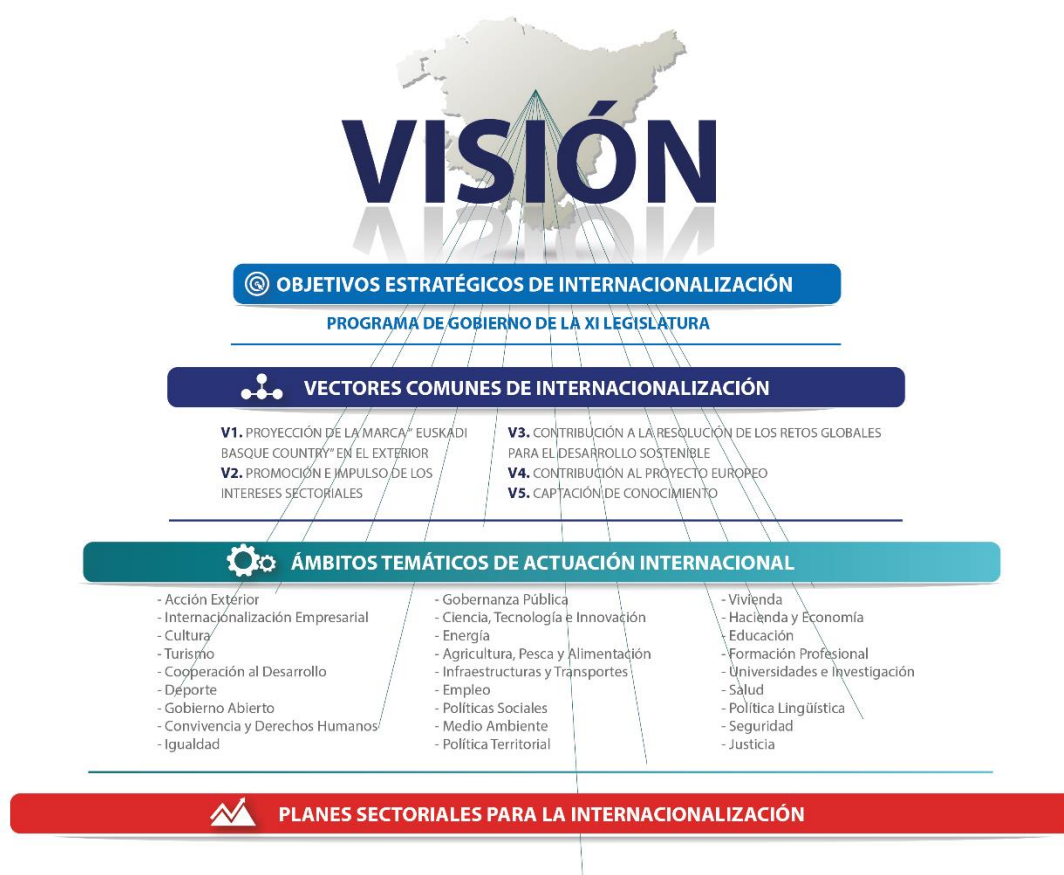 VISIÓN
OBJETIVOS ESTRATÉGICOS DE INTERNACIONALIZACIÓN
PROGRAMA DE GOBIERNO DE LA XI LEGISLATURA
VECTORES COMUNES DE INTERNACIONALIZACIÓN
V1. PROYECCIÓN DE LA MARCA " EUSKADI
BASQUE COUNTRY" EN EL EXTERIOR
V2. PROMOCIÓN E IMPULSO DE LOS
INTERESES SECTORIALES
V3. CONTRIBUCIÓN A LA RESOLUCIÓN DE LOS RETOS GLOBALES
PARA EL DESARROLLO SOSTENIBLE
V4. CONTRIBUCIÓN AL PROYECTO EUROPEO
V5. CAPTACIÓN DE CONOCIMIENTO
ÁMBITOS TEMÁTICOS DE ACTUACIÓN INTERNACIONAL
- Acción Exterior
- Internacionalización Empresarial
- Cultura
- Turismo
- Cooperación al Desarrollo
- Deporte
- Gobierno Abierto
- Convivencia y Derechos Humanos
- Igualdad
- Gobernanza Pública
- Ciencia, Tecnología e Innovación
- Energía
- Agricultura, Pesca y Alimentación
- Infraestructuras y Transportes
- Empleo
- Políticas Sociales
- Medio Ambiente
- Política Territorial
- Vivienda
- Hacienda y Economía
- Educación
- Formación Profesional
- Universidades e Investigación
- Salud
- Política Lingüística
- Seguridad
- Justicia
PLANES SECTORIALES PARA LA INTERNACIONALIZACIÓN